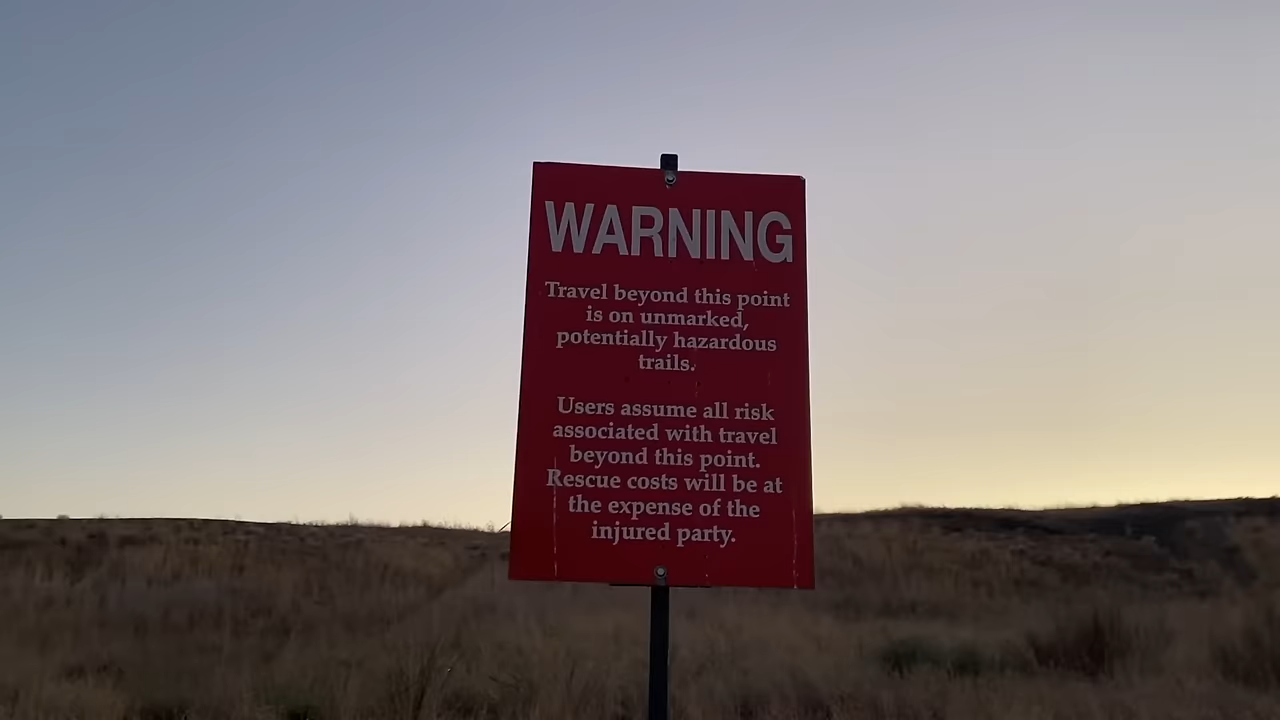 WARNING
Travel beyond this point
is on unmarked,
potentially hazardous
trails.
Users assume all risk
associated with travel
beyond this point.
Rescue costs will be at
the expense of the
injured party.